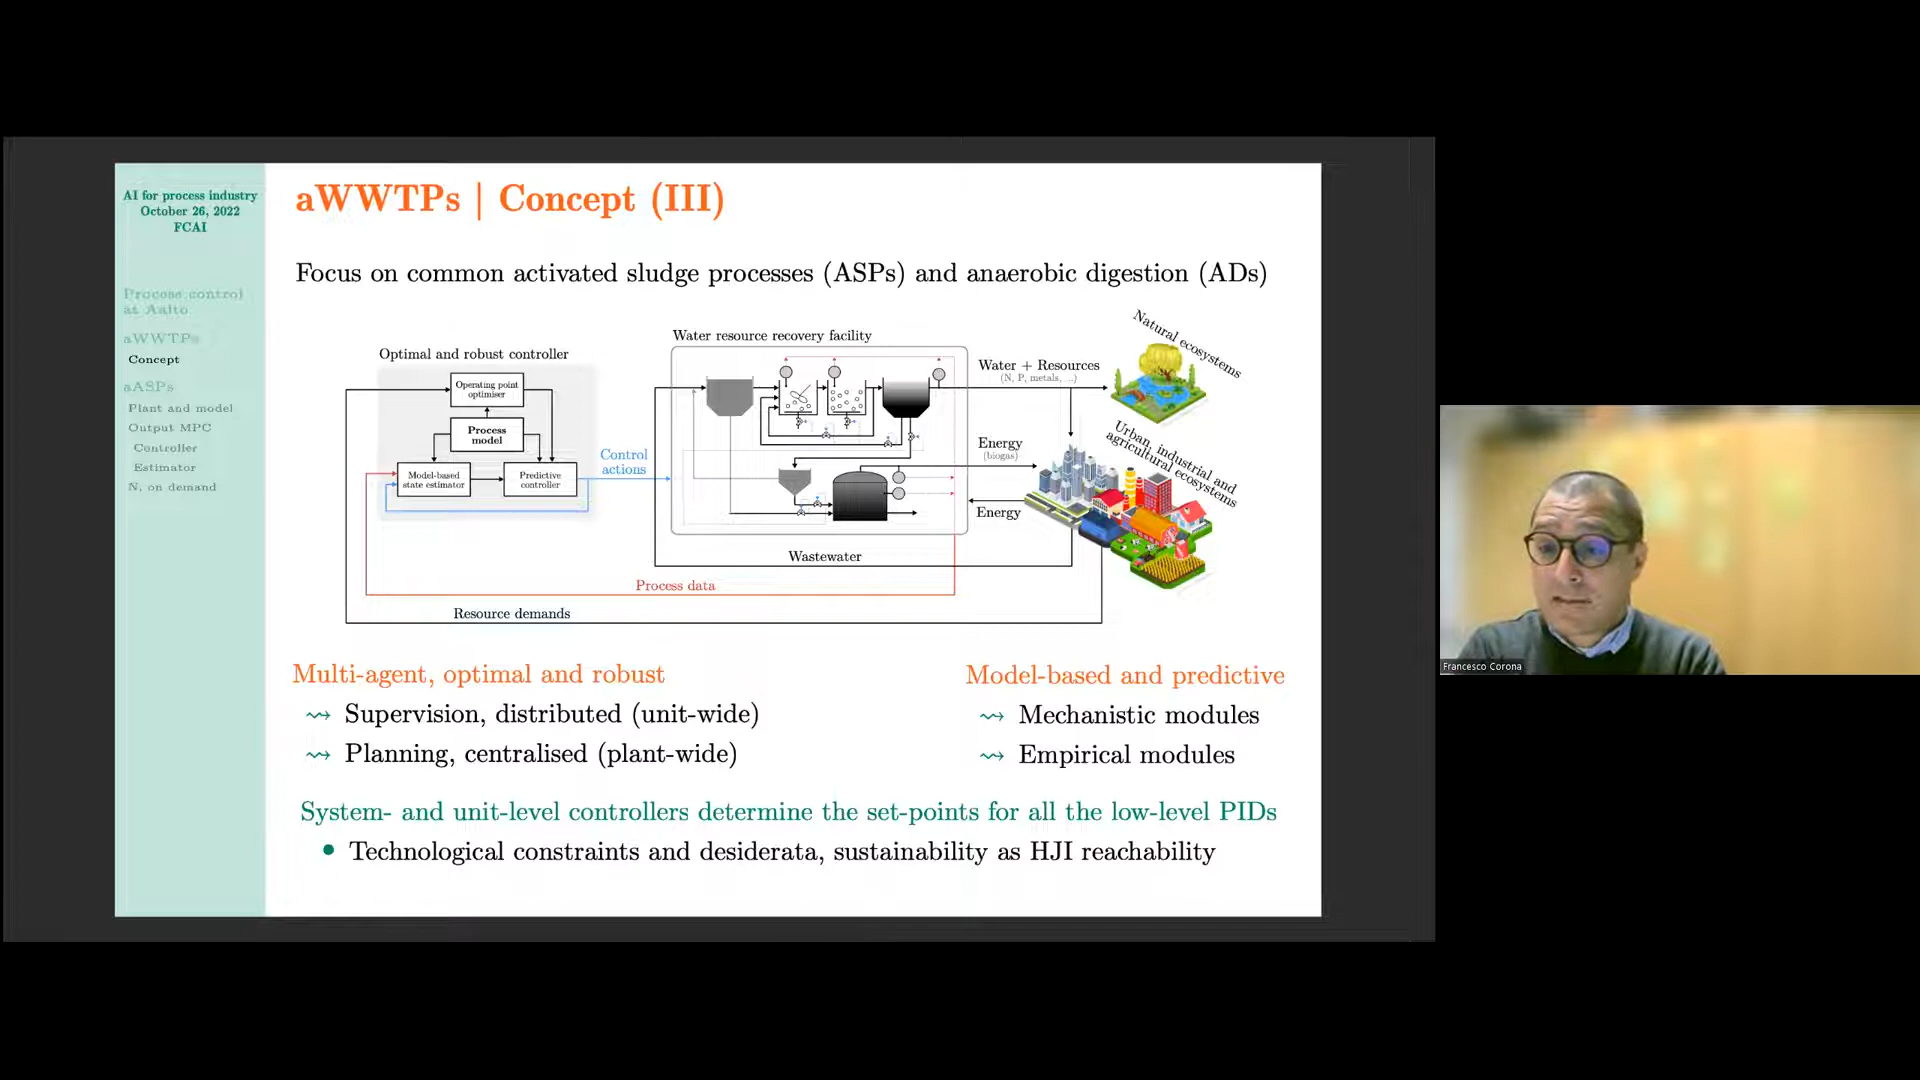 AI for process industry
October 26, 2022
FCAI
Process control
at Aalto
aWWTPs
Concept
aASPs
Plant and model
Output MPC
Controller
Estimator
N, on demand
aWWTPs | Concept (III)
Focus on common activated sludge processes (ASPs) and anaerobic digestion (ADs)
Optimal and robust controller
Operating point
optimiser
Process
model
Model-based
state estimator
Predictive
controller
Control
actions
Water resource recovery facility
Water + Resources
(N, P, metals, ...)
Natural ecosystems
Energy
(biogas)
Urban, industrial and
agricultural ecosystems
Energy
Wastewater
Process data
Resource demands
Multi-agent, optimal and robust
⇝ Supervision, distributed (unit-wide)
⇝ Planning, centralised (plant-wide)
Model-based and predictive
⇝ Mechanistic modules
⇝ Empirical modules
System- and unit-level controllers determine the set-points for all the low-level PIDs
• Technological constraints and desiderata, sustainability as HJI reachability
Francesco Corona